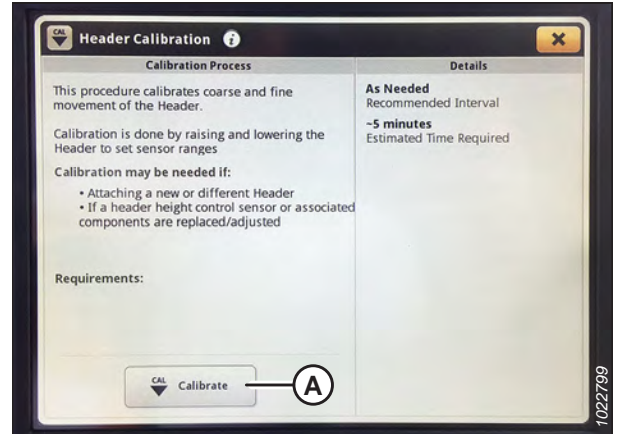 CAL
Header Calibration i
Calibration Process
This procedure calibrates coarse and fine
movement of the Header.
Calibration is done by raising and lowering the
Header to set sensor ranges
Calibration may be needed if:
• Attaching a new or different Header
• If a header height control sensor or associated
components are replaced/adjusted
Requirements:
CAL
Calibrate
A
Details
As Needed
Recommended Interval
~5 minutes
Estimated Time Required
1022799